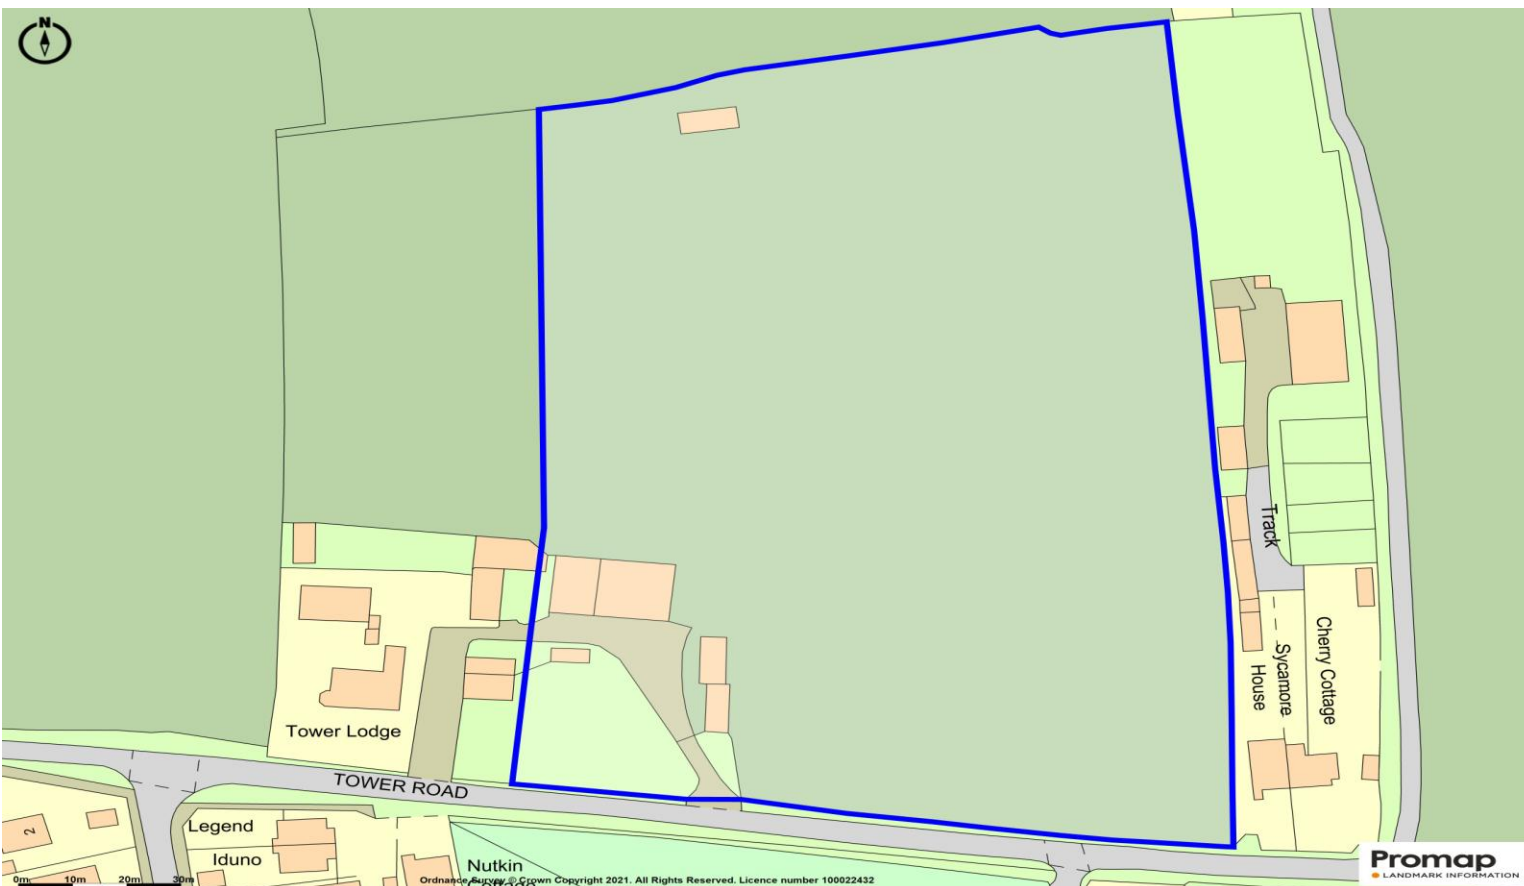 N
Track
Cherry Cottage
Sycamore
House
Tower Lodge
TOWER ROAD
Legend
Iduno
2
Nutkin
0m 10m 20m 30m
Ordnance Survey © Crown Copyright 2021. All Rights Reserved. Licence number 100022432
Promap
LANDMARK INFORMATION